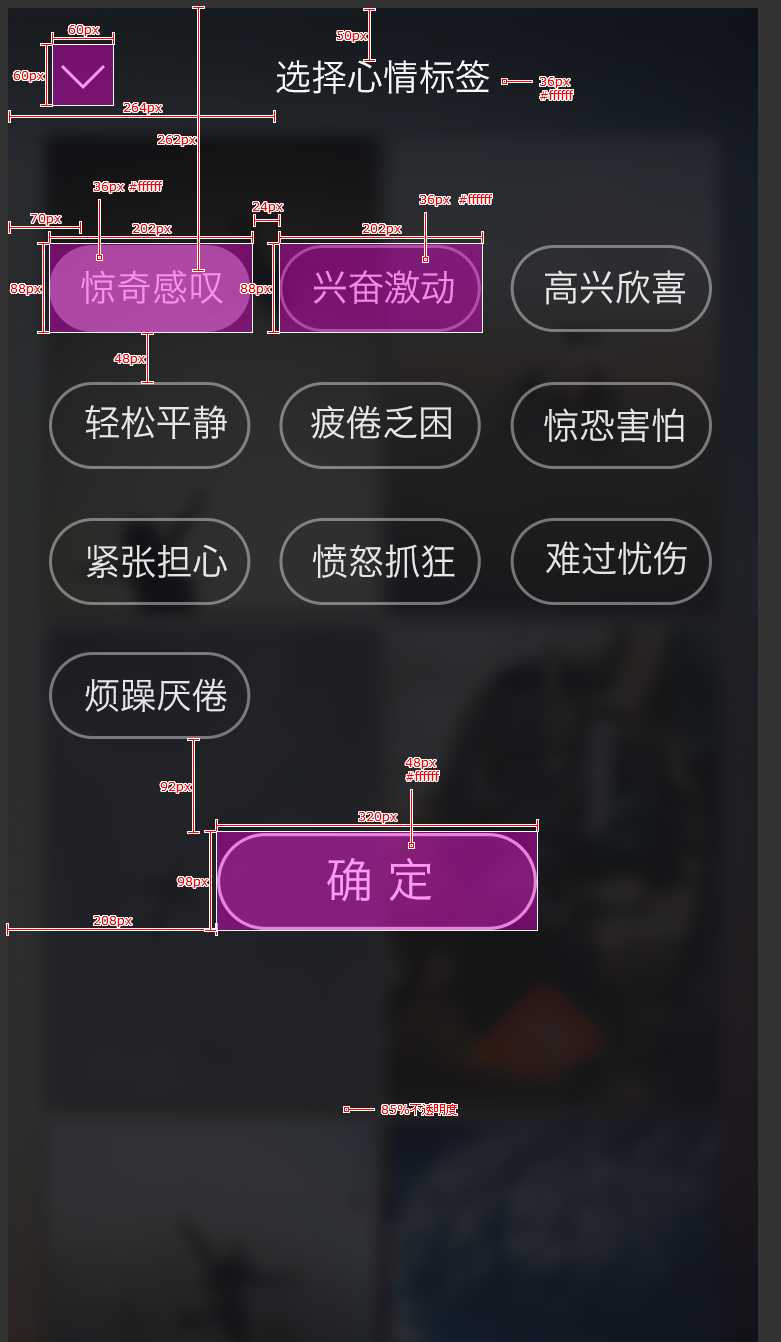 60px
50px
60px
选择心情标签
36px
#ffffff
264px
262px
36px #ffffff
36px #ffffff
70px
202px
24px
202px
88px
惊奇感叹
88px
兴奋激动
高兴欣喜
48px
轻松平静
疲倦乏困
惊恐害怕
紧张担心
愤怒抓狂
难过忧伤
烦躁厌倦
92px
48px
#ffffff
320px
98px
确 定
208px
85%不透明度